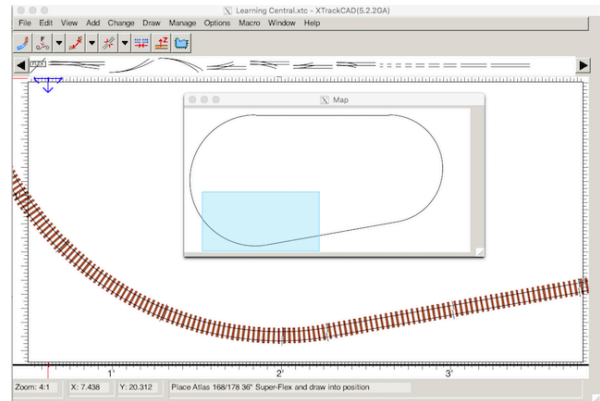 Learning Central.xtc - XTrackCAD(5.2.2GA)
File Edit View Add Change Draw Manage Options Macro Window Help
Map
1' 2' 3'
Zoom: 4:1 X: 7.438 Y: 20.312 Place Atlas 168/178 36" Super-Flex and draw into position